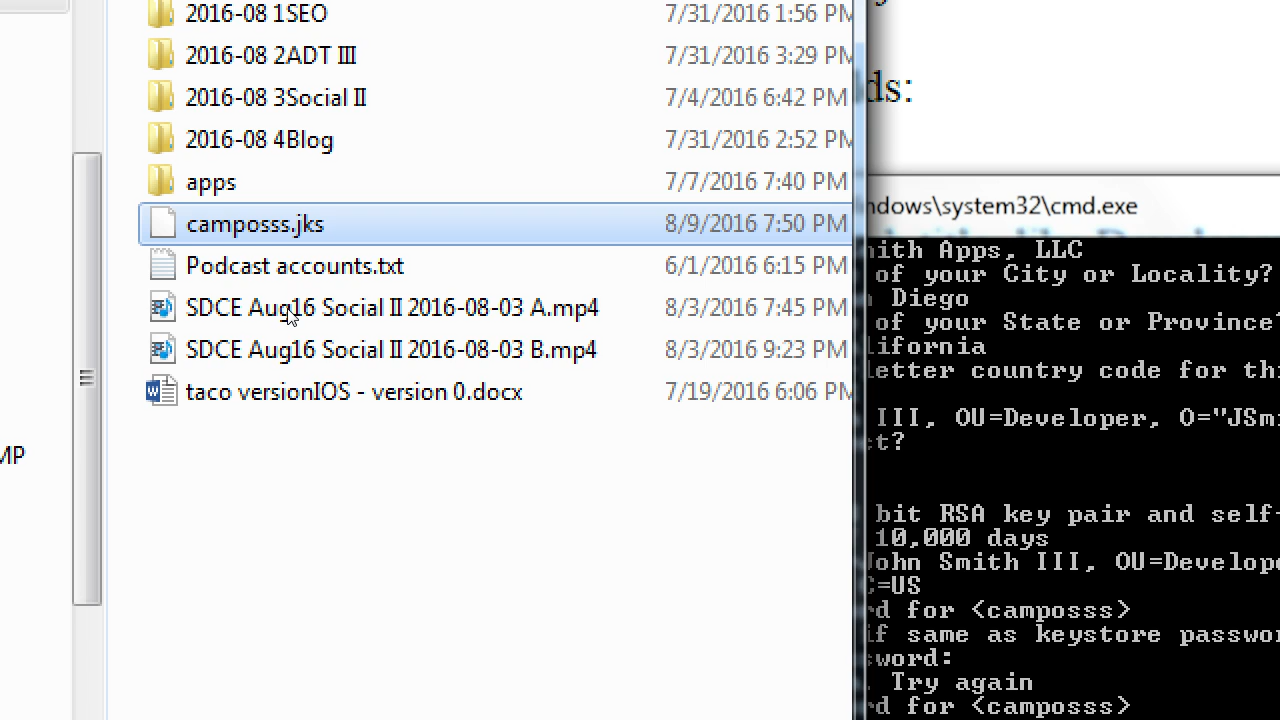 2016-08 1SEO 7/31/2016 1:56 PM
2016-08 2ADT III 7/31/2016 3:29 PM
2016-08 3Social II 7/4/2016 6:42 PM
2016-08 4Blog 7/31/2016 2:52 PM
apps 7/7/2016 7:40 PM
camposss.jks 8/9/2016 7:50 PM
Podcast accounts.txt 6/1/2016 6:15 PM
SDCE Aug16 Social II 2016-08-03 A.mp4 8/3/2016 7:45 PM
SDCE Aug16 Social II 2016-08-03 B.mp4 8/3/2016 9:23 PM
taco versionIOS - version 0.docx 7/19/2016 6:06 PM
MP
ds:
ndows\system32\cmd.exe
ith Apps, LLC
of your City or Locality?
Diego
of your State or Province?
lifornia
letter country code for thi
III, OU=Developer, O="JSmi
ct?
bit RSA key pair and self-
10,000 days
John Smith III, OU=Develope
C=US
rd for <camposss>
if same as keystore passwor
sword:
. Try again
rd for <camposss>